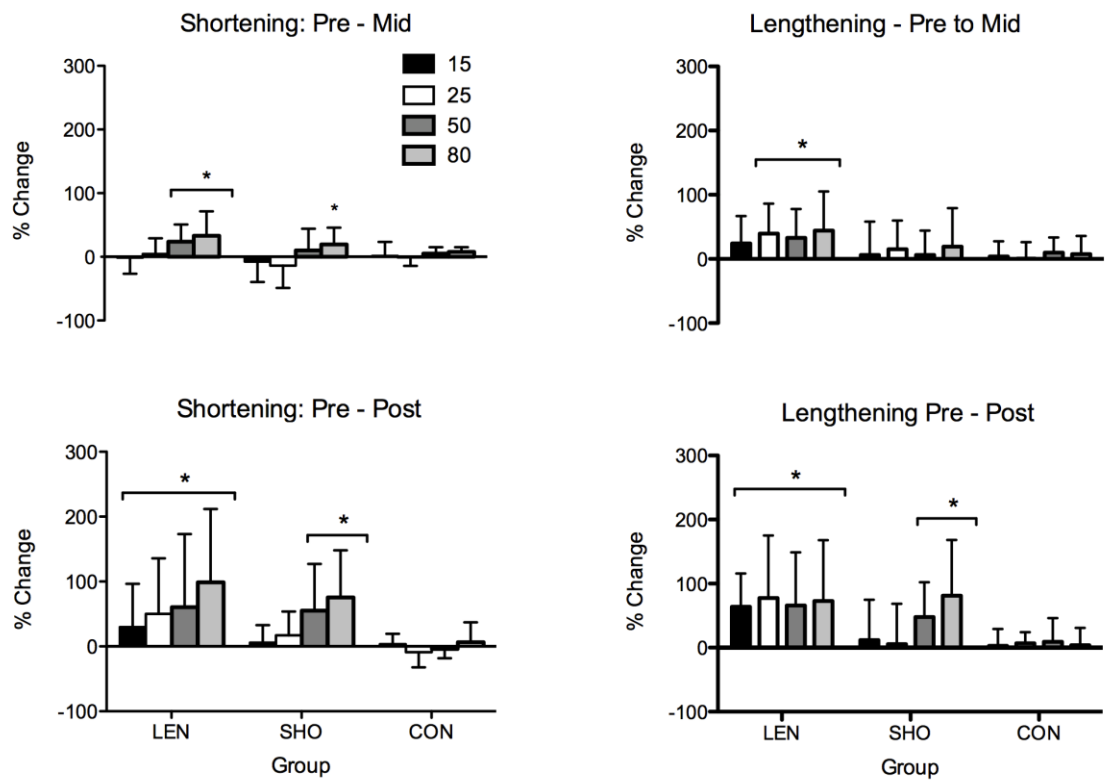 Shortening: Pre - Mid
300
200
100
0
-100
% Change
15
25
50
80
*
*
Lengthening - Pre to Mid
300
200
100
0
-100
% Change
*
Shortening: Pre - Post
300
200
100
0
-100
% Change
*
*
LEN SHO CON
Group
Lengthening Pre - Post
300
200
100
0
-100
% Change
*
*
LEN SHO CON
Group